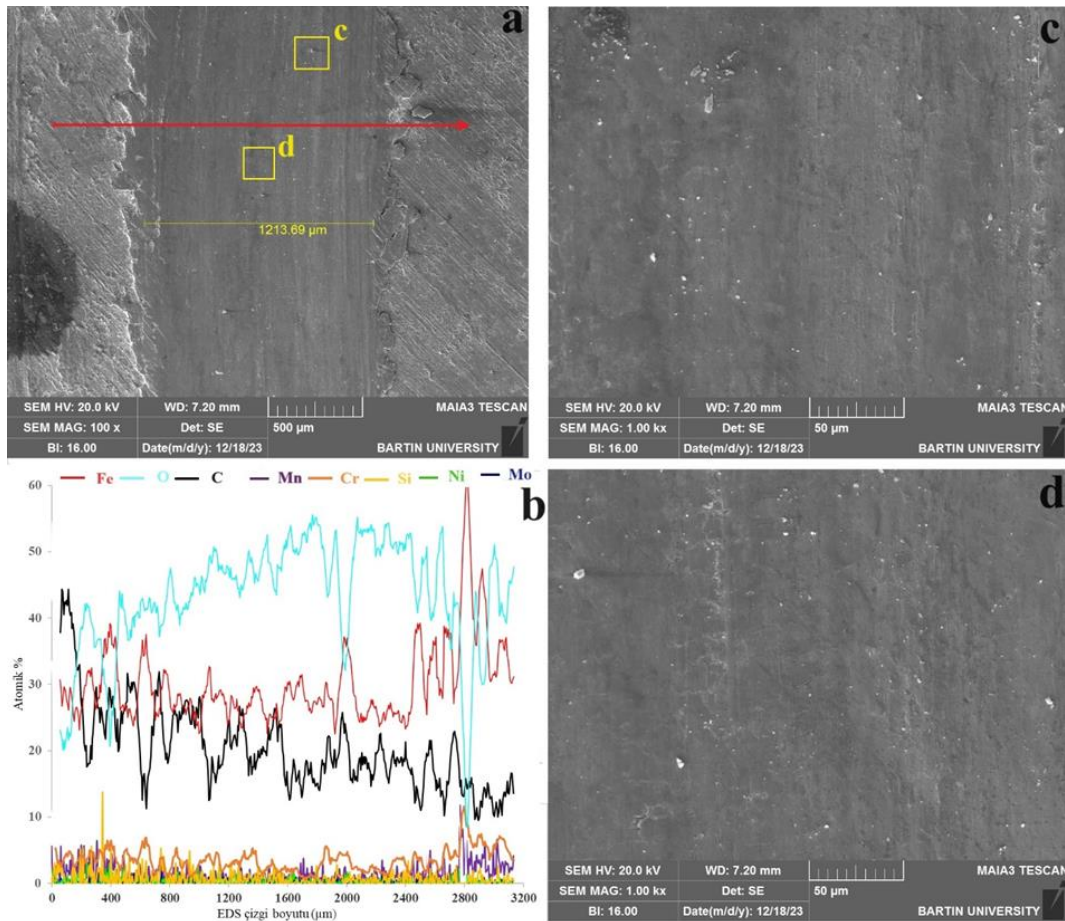 a
c
d
1213.69 µm
SEM HV: 20.0 kV WD: 7.20 mm MAIA3 TESCAN
SEM MAG: 100 x Det: SE 500 µm
BI: 16.00 Date(m/d/y): 12/18/23 BARTIN UNIVERSITY
c
SEM HV: 20.0 kV WD: 7.20 mm MAIA3 TESCAN
SEM MAG: 1.00 kx Det: SE 50 µm
BI: 16.00 Date(m/d/y): 12/18/23 BARTIN UNIVERSITY
Fe O C Mn Cr Si Ni Mo
b
Atomik %
60
50
40
30
20
10
0
0 400 800 1200 1600 2000 2400 2800 3200
EDS çizgi boyutu (µm)
d
SEM HV: 20.0 kV WD: 7.20 mm MAIA3 TESCAN
SEM MAG: 1.00 kx Det: SE 50 µm
BI: 16.00 Date(m/d/y): 12/18/23 BARTIN UNIVERSITY